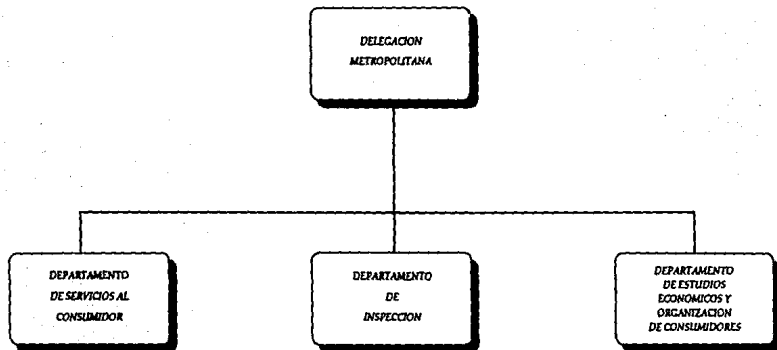 DELEGACION
METROPOLITANA
DEPARTAMENTO
DE SERVICIOS AL
CONSUMIDOR
DEPARTAMENTO
DE
INSPECCION
DEPARTAMENTO
DE ESTUDIOS
ECONOMICOS Y
ORGANIZACION
DE CONSUMIDORES